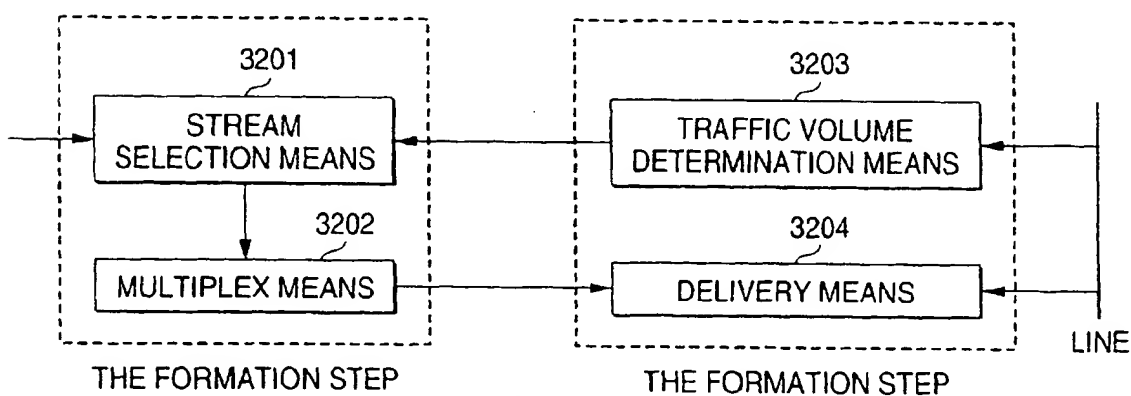 3201
STREAM
SELECTION MEANS
3202
MULTIPLEX MEANS
THE FORMATION STEP
3203
TRAFFIC VOLUME
DETERMINATION MEANS
3204
DELIVERY MEANS
THE FORMATION STEP
LINE